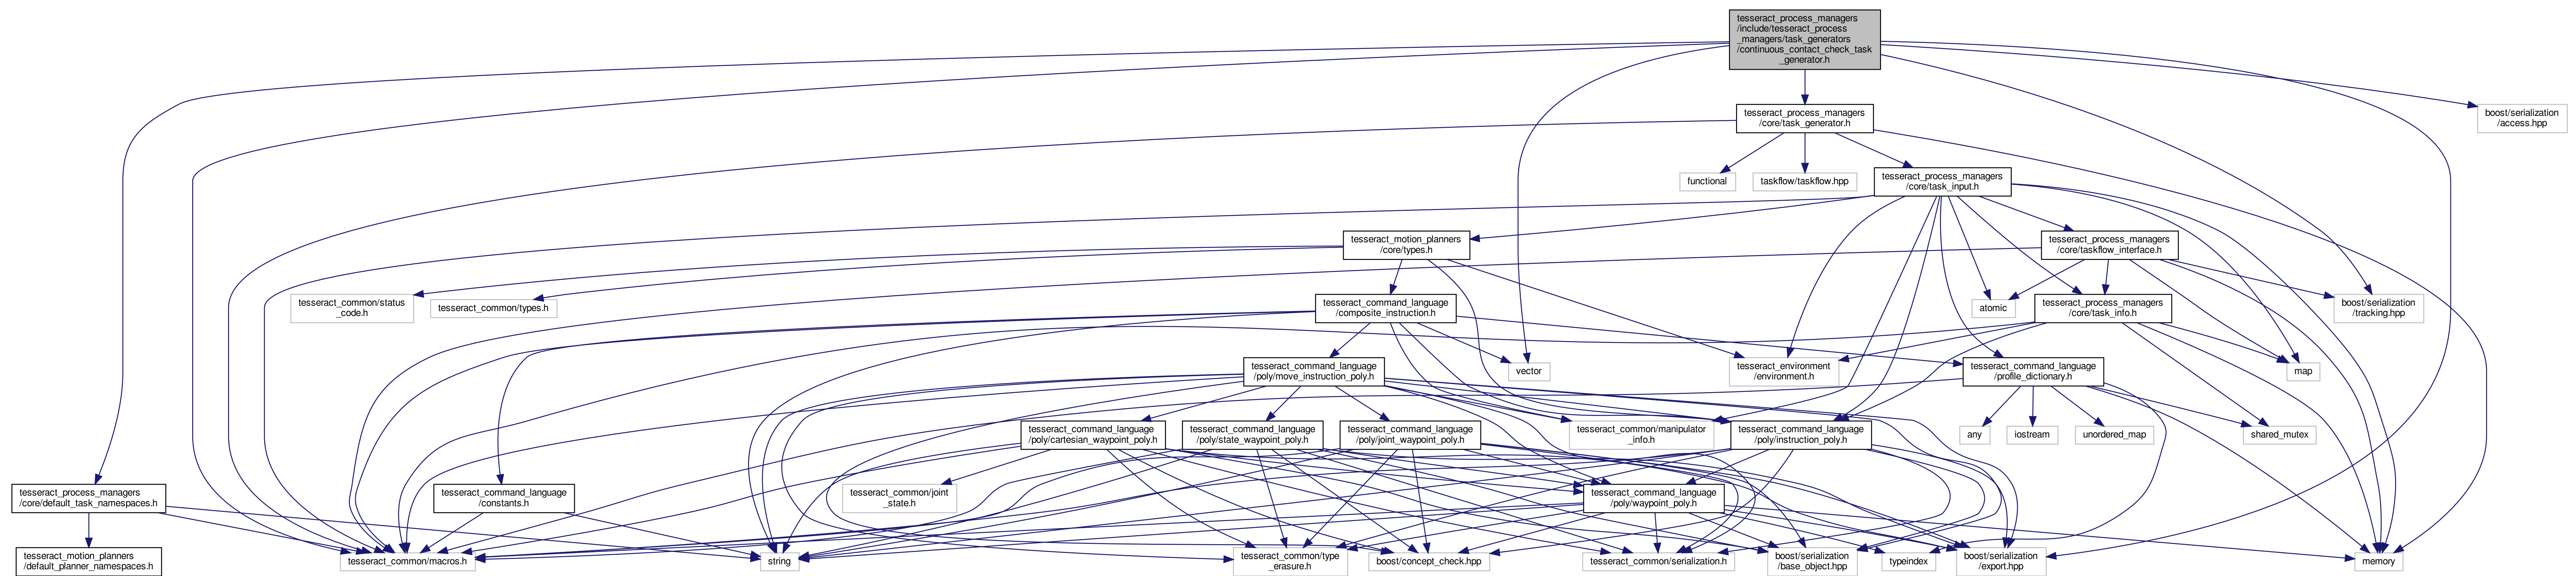 tesseract_process_managers
/include/tesseract_process
_managers/task_generators
/continuous_contact_check_task
_generator.h
tesseract_process_managers
/core/task_generator.h
boost/serialization
/access.hpp
functional
taskflow/taskflow.hpp
tesseract_process_managers
/core/task_input.h
tesseract_motion_planners
/core/types.h
tesseract_process_managers
/core/taskflow_interface.h
tesseract_common/status
_code.h
tesseract_common/types.h
tesseract_command_language
/composite_instruction.h
atomic
tesseract_process_managers
/core/task_info.h
boost/serialization
/tracking.hpp
tesseract_command_language
/poly/move_instruction_poly.h
vector
tesseract_environment
/environment.h
tesseract_command_language
/profile_dictionary.h
map
tesseract_command_language
/poly/cartesian_waypoint_poly.h
tesseract_command_language
/poly/state_waypoint_poly.h
tesseract_command_language
/poly/joint_waypoint_poly.h
tesseract_common/manipulator
_info.h
tesseract_command_language
/poly/instruction_poly.h
any
iostream
unordered_map
shared_mutex
tesseract_process_managers
/core/default_task_namespaces.h
tesseract_command_language
/constants.h
tesseract_common/joint
_state.h
tesseract_command_language
/poly/waypoint_poly.h
tesseract_motion_planners
/default_planner_namespaces.h
tesseract_common/macros.h
string
tesseract_common/type
_erasure.h
boost/concept_check.hpp
tesseract_common/serialization.h
boost/serialization
/base_object.hpp
typeindex
boost/serialization
/export.hpp
memory